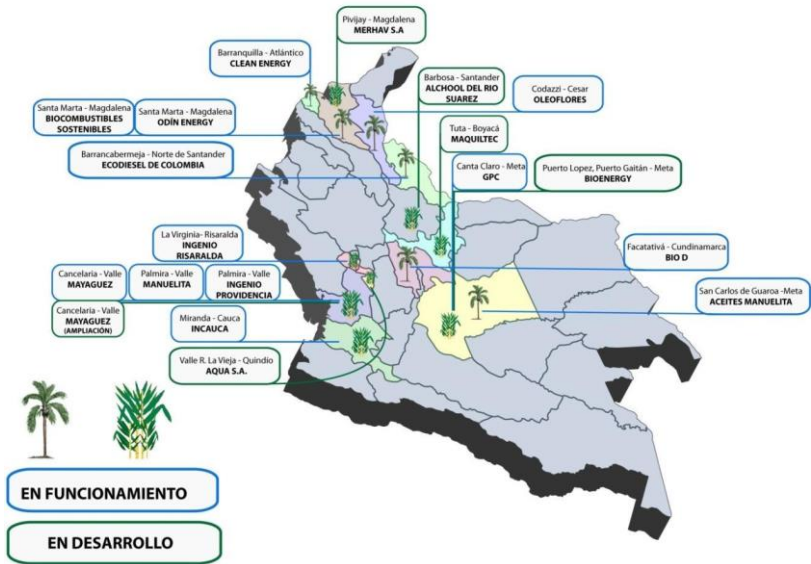 Pivijay - Magdalena
MERHAV S.A
Barranquilla - Atlántico
CLEAN ENERGY
Barbosa - Santander
ALCHOOL DEL RIO
SUAREZ
Codazzi - Cesar
OLEOFLORES
Santa Marta - Magdalena
BIOCOMBUSTIBLES
SOSTENIBLES
Santa Marta - Magdalena
ODÍN ENERGY
Tuta - Boyacá
MAQUILTEC
Barrancabermeja - Norte de Santander
ECODIESEL DE COLOMBIA
Canta Claro - Meta
GPC
Puerto Lopez, Puerto Gaitán - Meta
BIOENERGY
La Virginia- Risaralda
INGENIO
RISARALDA
Facatativá - Cundinamarca
BIO D
Cancelaria - Valle
MAYAGUEZ
Palmira - Valle
MANUELITA
Palmira - Valle
INGENIO
PROVIDENCIA
San Carlos de Guaroa -Meta
ACEITES MANUELITA
Cancelaria - Valle
MAYAGUEZ
(AMPLIACIÓN)
Miranda - Cauca
INCAUCA
Valle R. La Vieja - Quindío
AQUA S.A.
EN FUNCIONAMIENTO
EN DESARROLLO